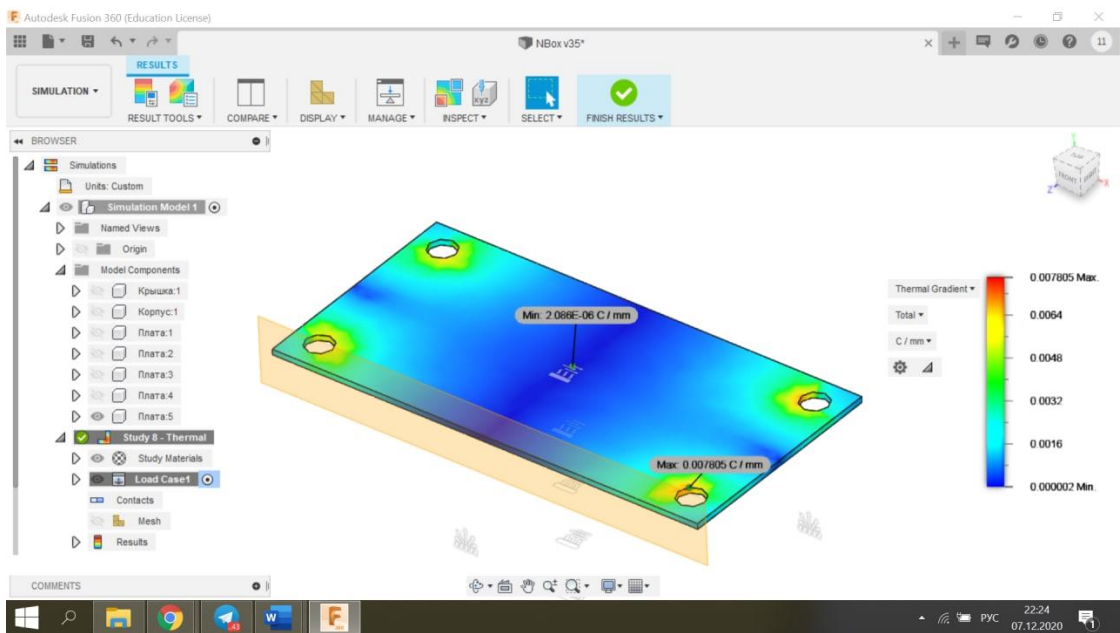 Autodesk Fusion 360 (Education License)
NBox v35*
11
RESULTS
SIMULATION
RESULT TOOLS
COMPARE
DISPLAY
MANAGE
INSPECT
SELECT
FINISH RESULTS
BROWSER
Simulations
Units: Custom
Simulation Model 1
Named Views
Origin
Model Components
Крышка:1
Корпус:1
Плата:1
Плата:2
Плата:3
Плата:4
Плата:5
Study 8 - Thermal
Study Materials
Load Case1
Contacts
Mesh
Results
Min: 2.086E-06 C / mm
Max: 0.007805 C / mm
FRONT
Y
Z
X
Thermal Gradient
Total
C / mm
0.007805 Max.
0.0064
0.0048
0.0032
0.0016
0.000002 Min.
COMMENTS
РУС
22:24
07.12.2020